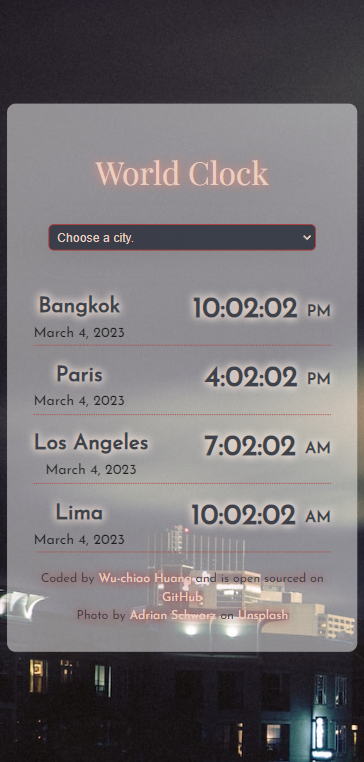 World Clock
Choose a city.
Bangkok 10:02:02 PM
March 4, 2023
Paris 4:02:02 PM
March 4, 2023
Los Angeles 7:02:02 AM
March 4, 2023
Lima 10:02:02 AM
March 4, 2023
Coded by Wu-chiao Huang and is open sourced on
GitHub
Photo by Adrian Schwarz on Unsplash